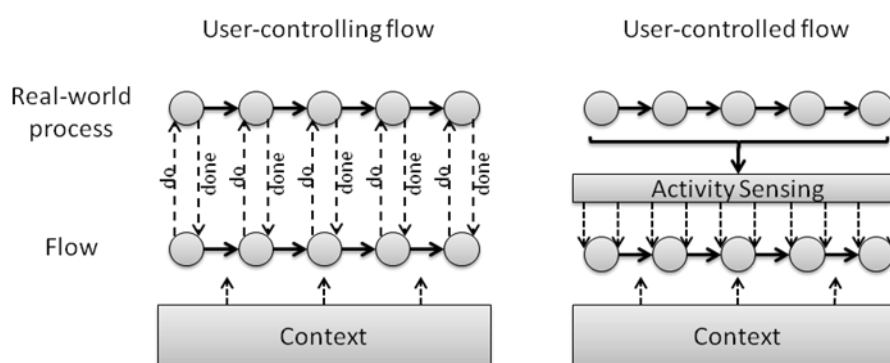 User-controlling flow
User-controlled flow
Real-world
process
do
done
do
done
do
done
do
done
do
done
Activity Sensing
Flow
Context
Context